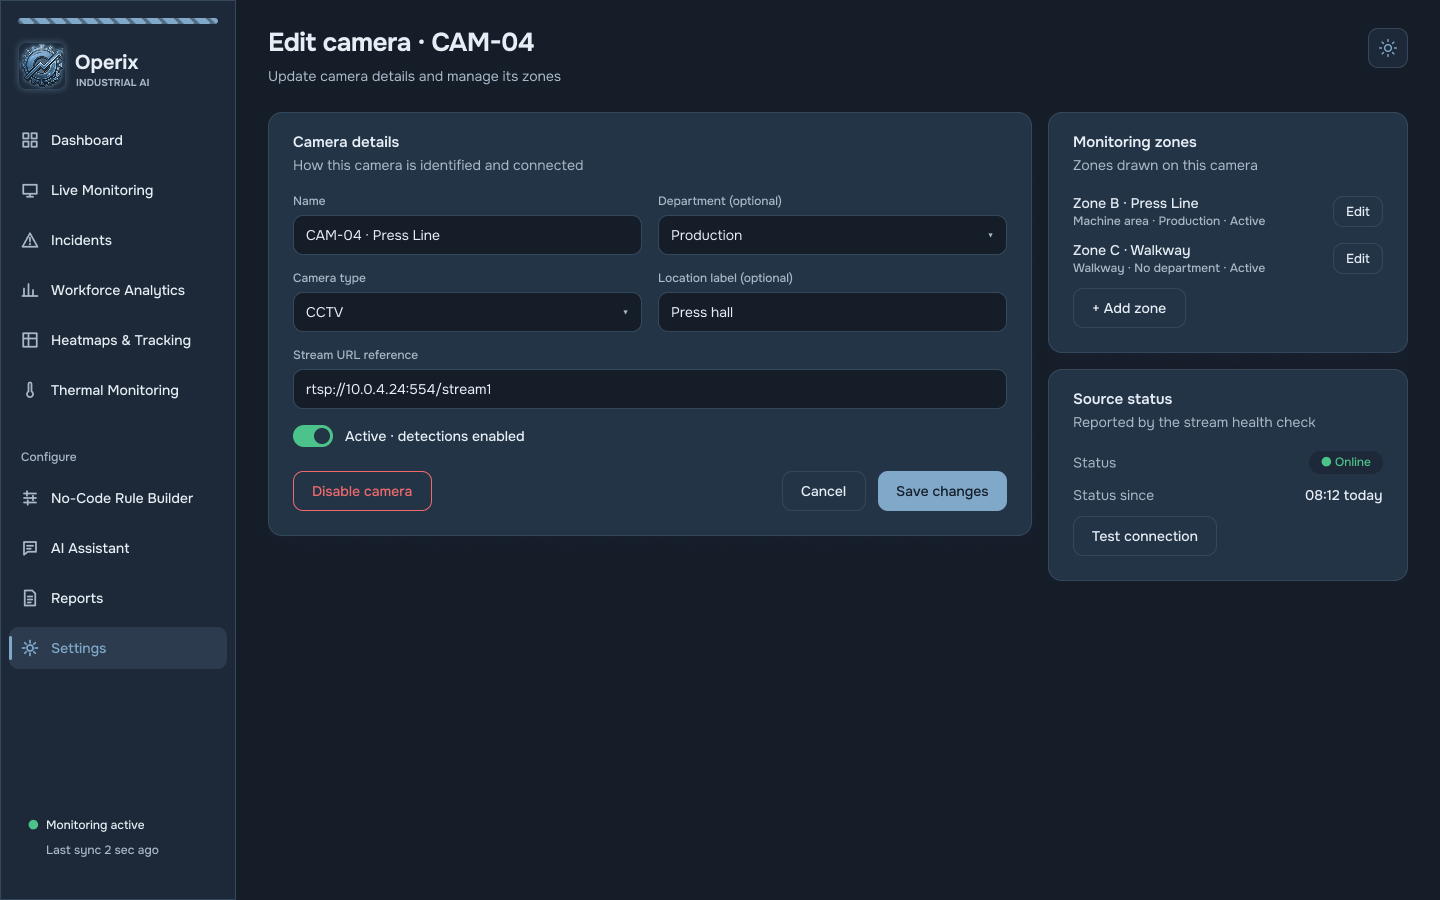 Operix
INDUSTRIAL AI
Dashboard
Live Monitoring
Incidents
Workforce Analytics
Heatmaps & Tracking
Thermal Monitoring
Configure
No-Code Rule Builder
AI Assistant
Reports
Settings
Monitoring active
Last sync 2 sec ago
Edit camera · CAM-04
Update camera details and manage its zones
Camera details
How this camera is identified and connected
Name
CAM-04 · Press Line
Department (optional)
Production
Camera type
CCTV
Location label (optional)
Press hall
Stream URL reference
rtsp://10.0.4.24:554/stream1
Active · detections enabled
Disable camera
Cancel
Save changes
Monitoring zones
Zones drawn on this camera
Zone B · Press Line
Machine area · Production · Active
Edit
Zone C · Walkway
Walkway · No department · Active
Edit
+ Add zone
Source status
Reported by the stream health check
Status
Online
Status since
08:12 today
Test connection